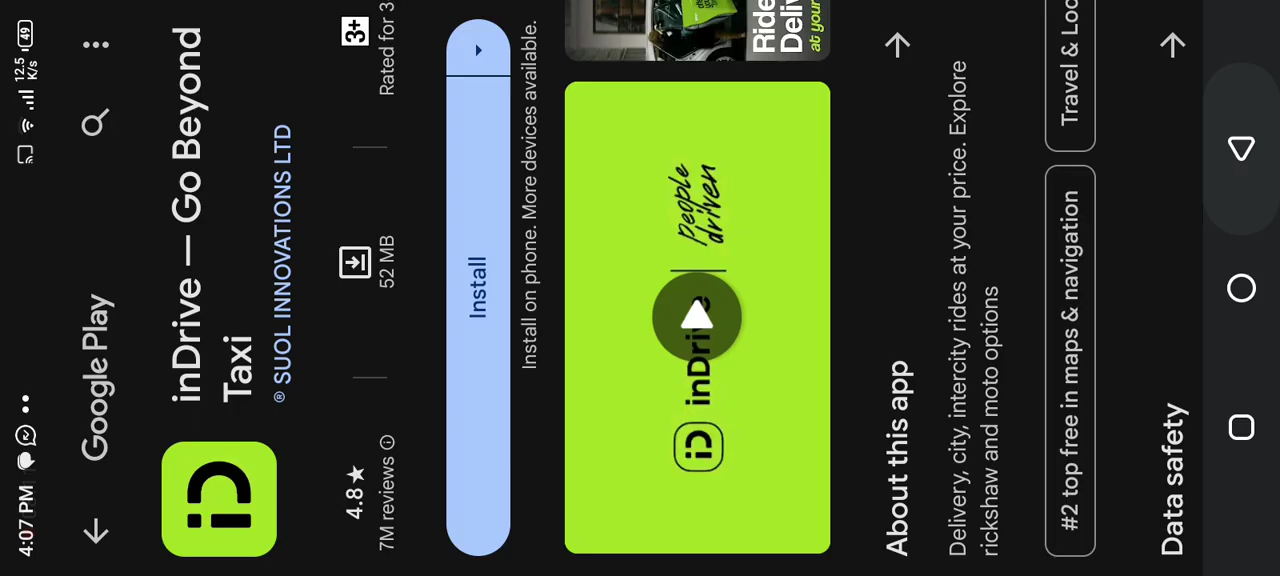 4:07 PM
12.5
K/s
49
Google Play
iD
inDrive — Go Beyond
Taxi
® SUOL INNOVATIONS LTD
4.8★
7M reviews
52 MB
3+
Rated for 3
Install
Install on phone. More devices available.
iD inDrive
people
driven
Ride
Deli
at your
About this app
Delivery, city, intercity rides at your price. Explore
rickshaw and moto options
#2 top free in maps & navigation
Travel & Loc
Data safety